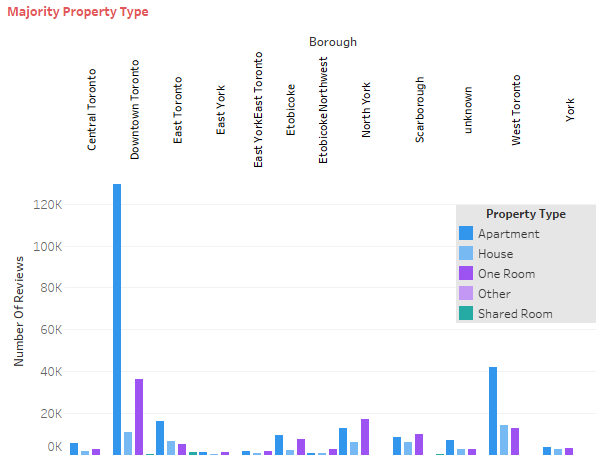 Majority Property Type
Borough
Central Toronto
Downtown Toronto
East Toronto
East York
East YorkEast Toronto
Etobicoke
EtobicokeNorthwest
North York
Scarborough
unknown
West Toronto
York
Number Of Reviews
120K
100K
80K
60K
40K
20K
0K
Property Type
Apartment
House
One Room
Other
Shared Room